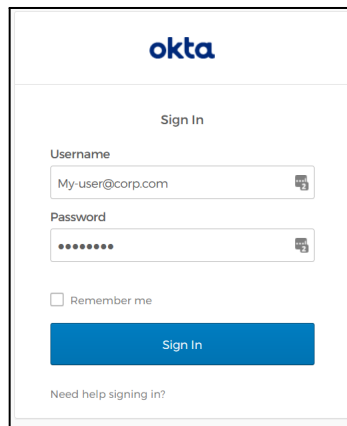 okta
Sign In
Username
My-user@corp.com
Password
••••••••
Remember me
Sign In
Need help signing in?